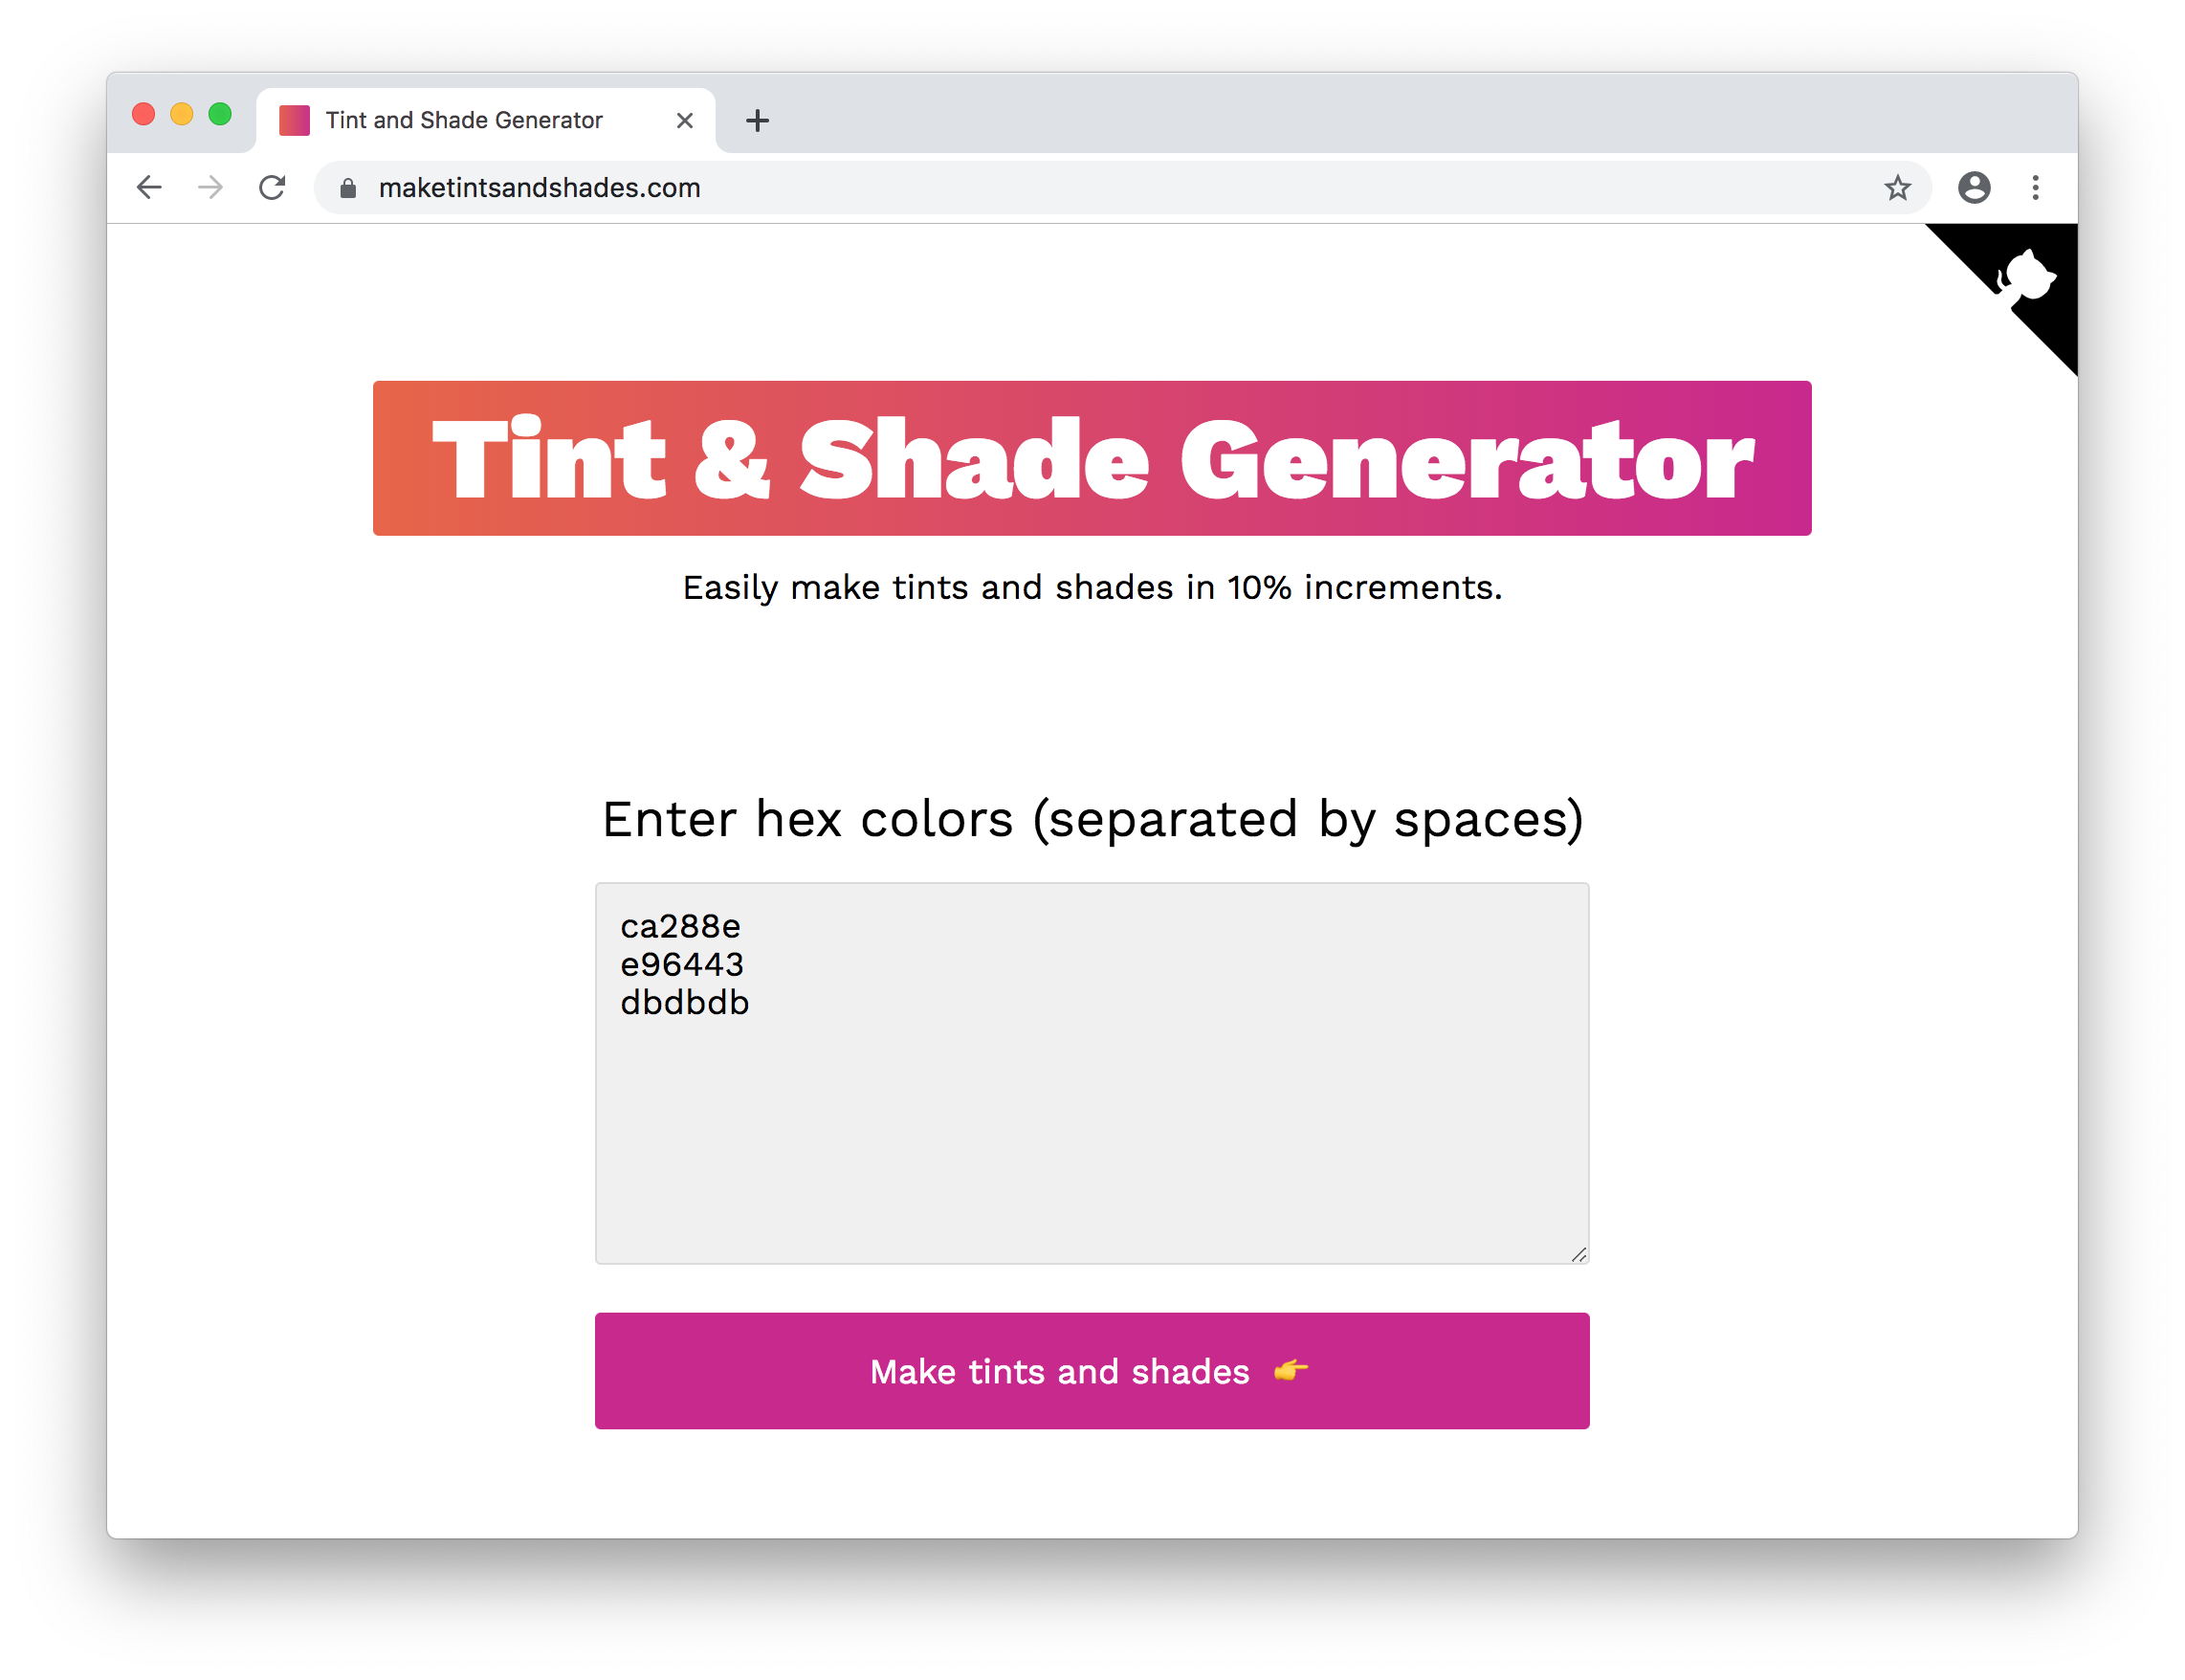 Tint and Shade Generator
maketintsandshades.com
Tint & Shade Generator
Easily make tints and shades in 10% increments.
Enter hex colors (separated by spaces)
ca288e
e96443
dbdbdb
Make tints and shades 👉